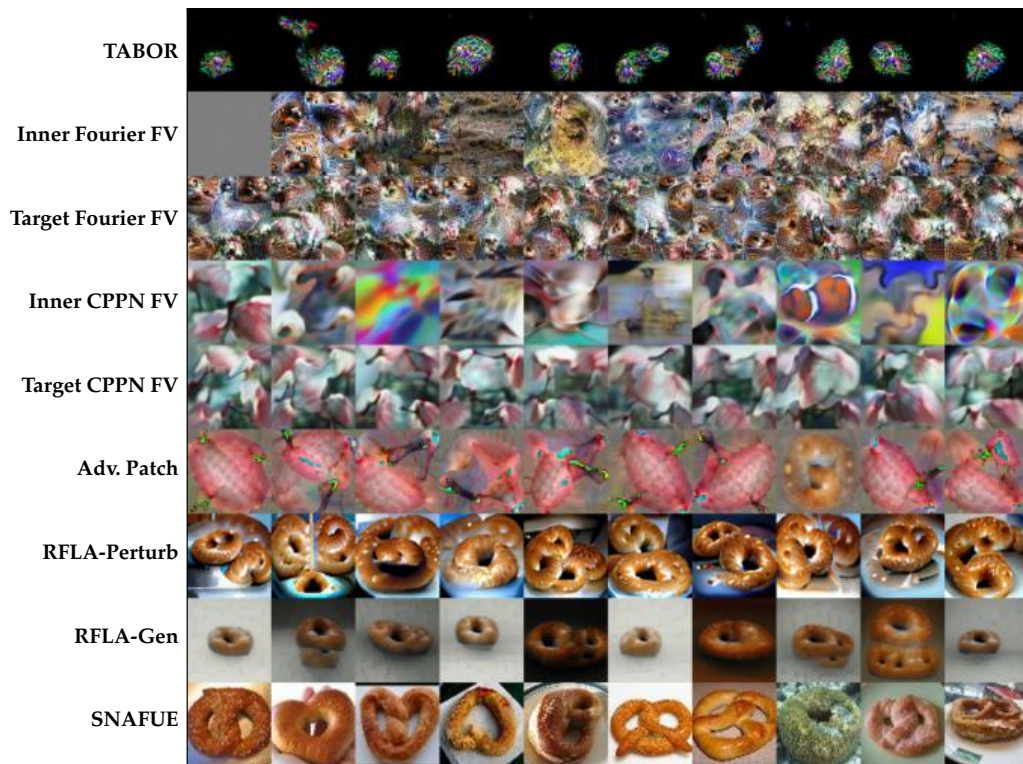 TABOR
Inner Fourier FV
Target Fourier FV
Inner CPPN FV
Target CPPN FV
Adv. Patch
RFLA-Perturb
RFLA-Gen
SNAFUE